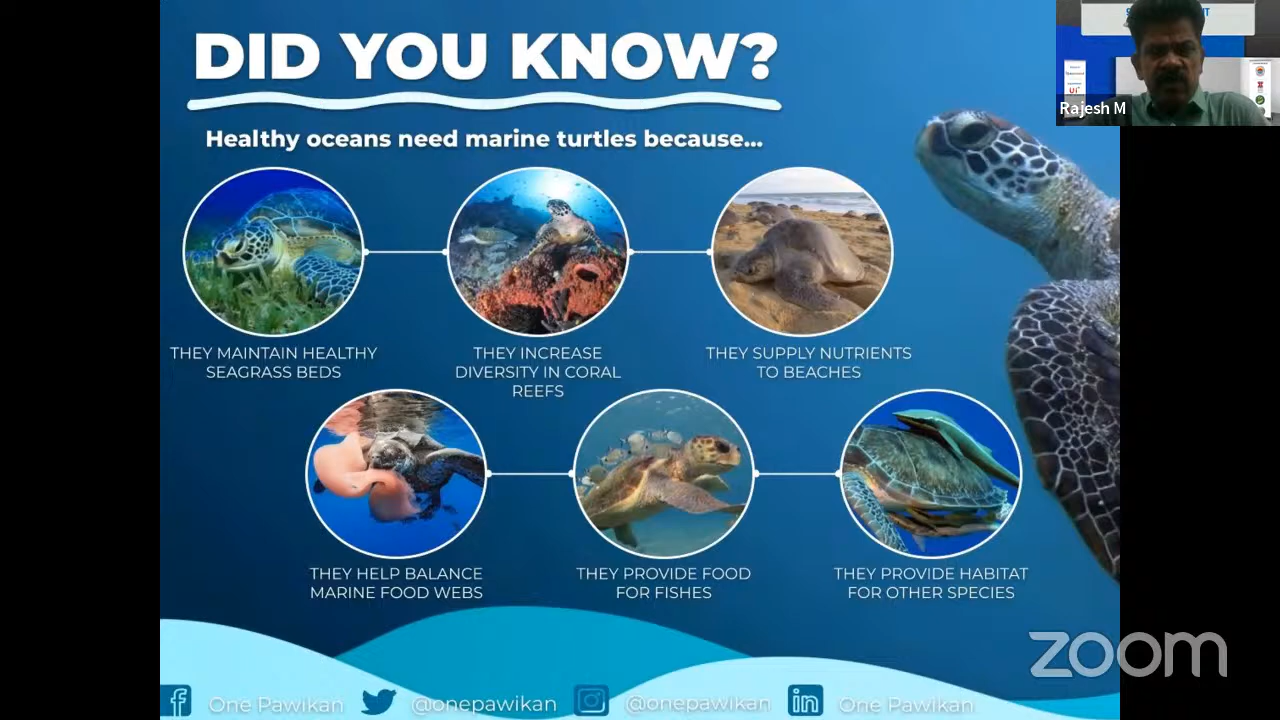 DID YOU KNOW?
Healthy oceans need marine turtles because...
THEY MAINTAIN HEALTHY
SEAGRASS BEDS
THEY INCREASE
DIVERSITY IN CORAL
REEFS
THEY SUPPLY NUTRIENTS
TO BEACHES
THEY HELP BALANCE
MARINE FOOD WEBS
THEY PROVIDE FOOD
FOR FISHES
THEY PROVIDE HABITAT
FOR OTHER SPECIES
One Pawikan
@onepawikan
@onepawikan
One Pawikan
Rajesh M
zoom